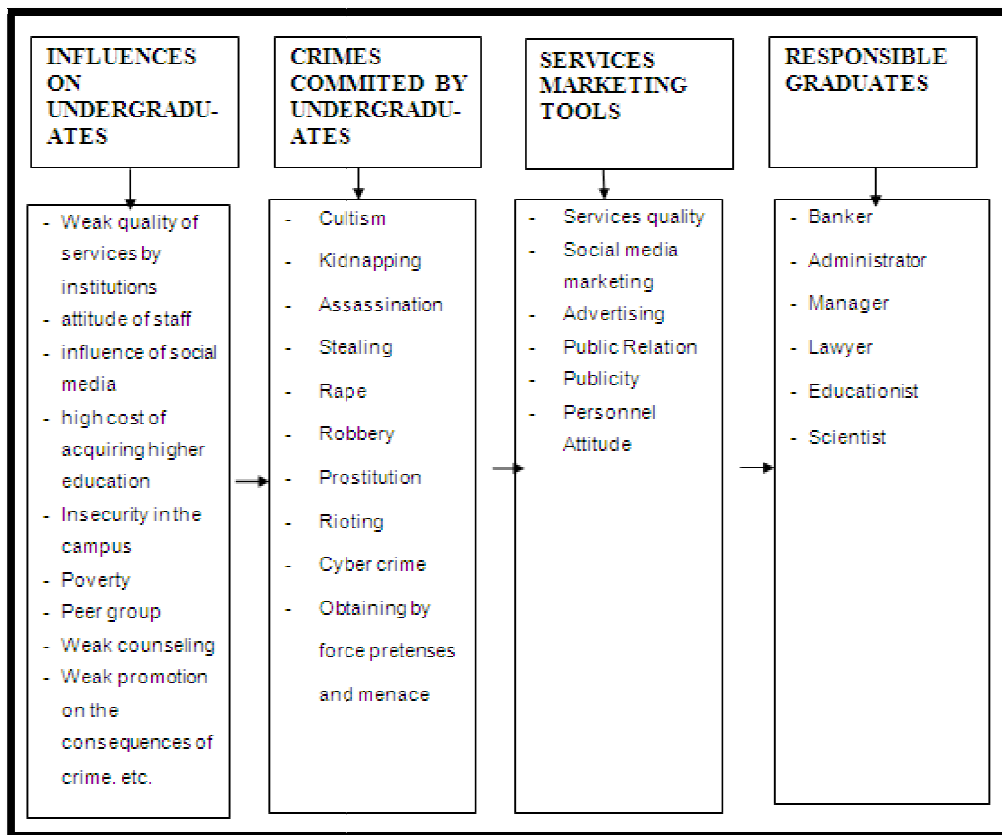 INFLUENCES
ON
UNDERGRADU-
ATES
- Weak quality of
services by
institutions
- attitude of staff
- influence of social
media
- high cost of
acquiring higher
education
- Insecurity in the
campus
- Poverty
- Peer group
- Weak counseling
- Weak promotion
on the
consequences of
crime. etc.
CRIMES
COMMITED BY
UNDERGRADU-
ATES
- Cultism
- Kidnapping
- Assassination
- Stealing
- Rape
- Robbery
- Prostitution
- Rioting
- Cyber crime
- Obtaining by
force pretenses
and menace
SERVICES
MARKETING
TOOLS
- Services quality
- Social media
marketing
- Advertising
- Public Relation
- Publicity
- Personnel
Attitude
RESPONSIBLE
GRADUATES
- Banker
- Administrator
- Manager
- Lawyer
- Educationist
- Scientist